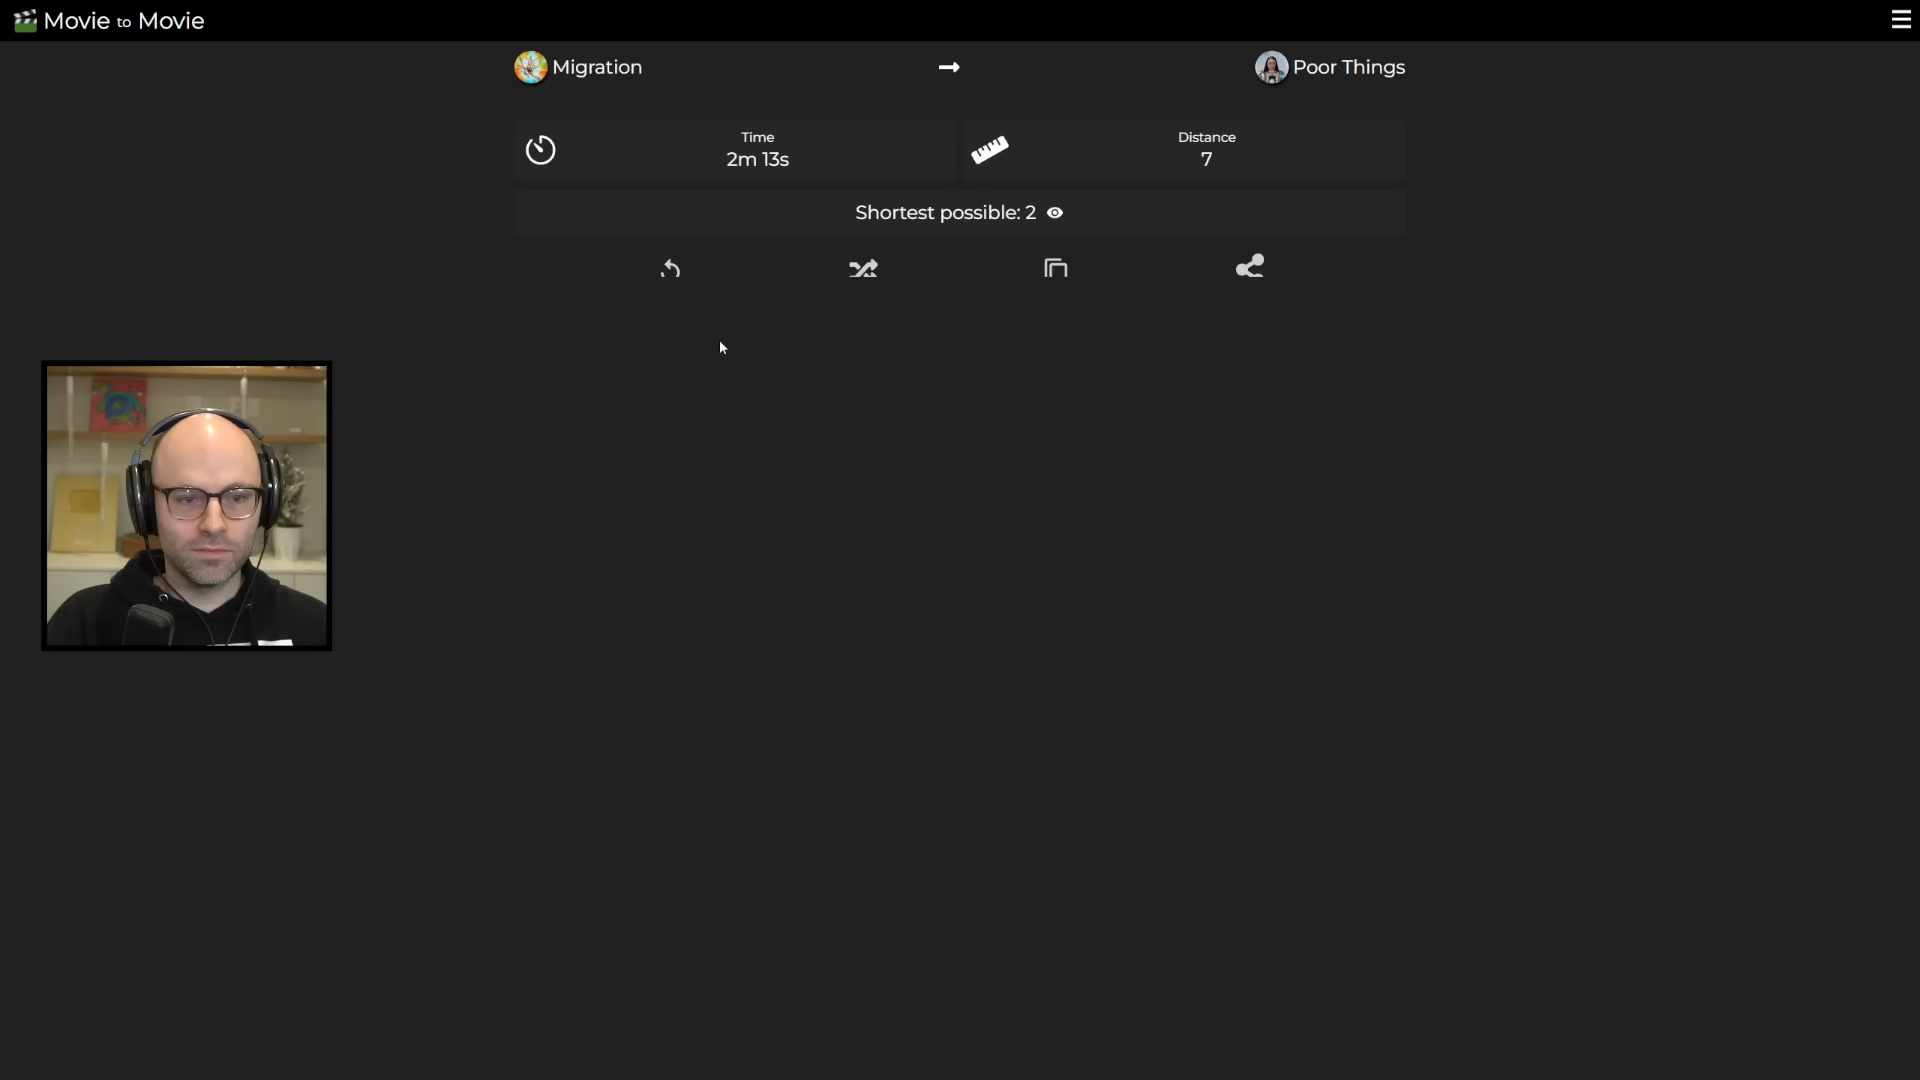 Movie to Movie
Migration
Poor Things
Time
2m 13s
Distance
7
Shortest possible: 2